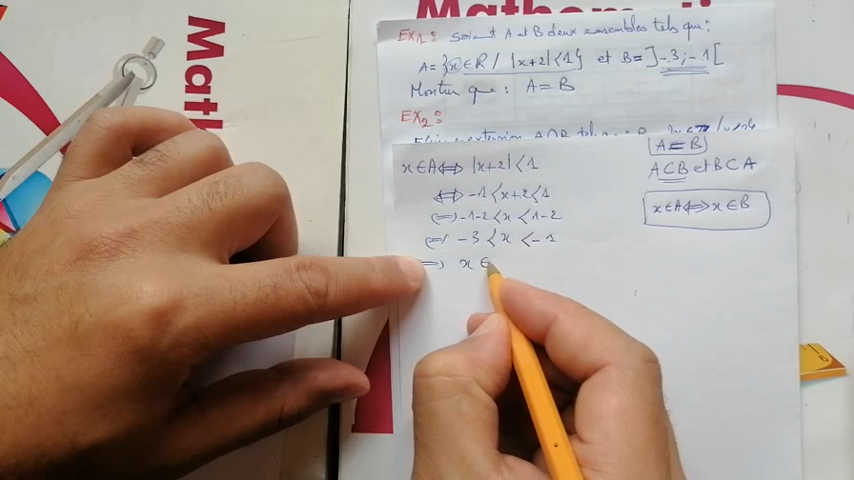 Mathemati
Math
EX1: Soient A et B deux ensembles tels que:
A = {x∈R / |x+2|<1} et B = ]-3;-1[
Montrer que: A = B
EX2:
x∈A ⟺ |x+2|<1
⟺ -1<x+2<1
⟺ -1-2<x<1-2
⟺ -3<x<-1
⟺ x∈
A=B
A⊂B et B⊂A
x∈A⟺x∈B